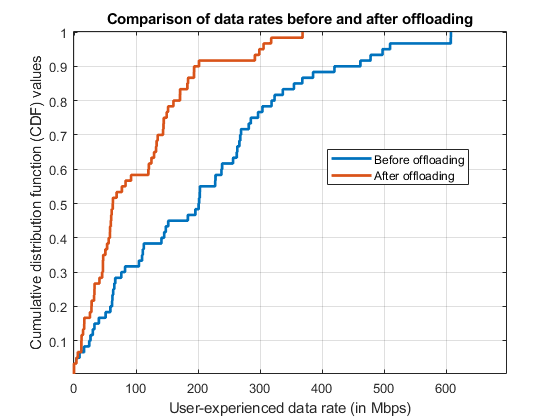 Comparison of data rates before and after offloading
Cumulative distribution function (CDF) values
1
0.9
0.8
0.7
0.6
0.5
0.4
0.3
0.2
0.1
Before offloading
After offloading
0 100 200 300 400 500 600
User-experienced data rate (in Mbps)